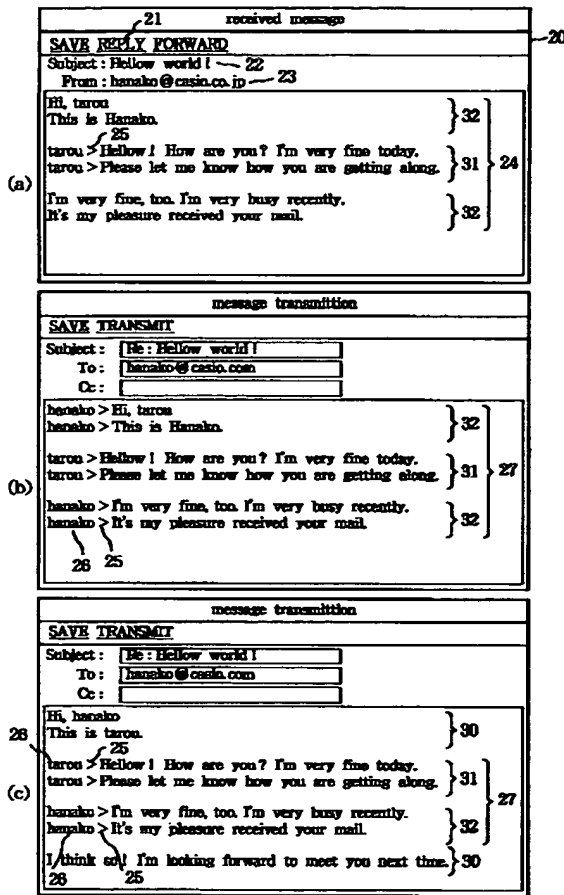 21 received message
SAVE REPLY FORWARD 20
Subject : Hellow world ! 22
From : hanako@casio.co.jp 23
Hi, tarou
This is Hanako. 32
25
tarou > Hellow ! How are you ? I'm very fine today.
tarou > Please let me know how you are getting along. 31 24
(a)
I'm very fine, too. I'm very busy recently.
It's my pleasure received your mail. 32
message transmittion
SAVE TRANSMIT
Subject : Re : Hellow world !
To : hanako@casio.com
Cc :
hanako > Hi, tarou
hanako > This is Hanako. 32
tarou > Hellow ! How are you ? I'm very fine today.
tarou > Please let me know how you are getting along. 31 27
(b)
hanako > I'm very fine, too. I'm very busy recently.
hanako > It's my pleasure received your mail. 32
26 25
message transmittion
SAVE TRANSMIT
Subject : Re : Hellow world !
To : hanako@casio.com
Cc :
Hi, hanako
This is tarou. 30
26 25
tarou > Hellow ! How are you ? I'm very fine today.
tarou > Please let me know how you are getting along. 31
(c) 27
hanako > I'm very fine, too. I'm very busy recently.
hanako > It's my pleasure received your mail. 32
I think so ! I'm looking forward to meet you next time. 30
26 25